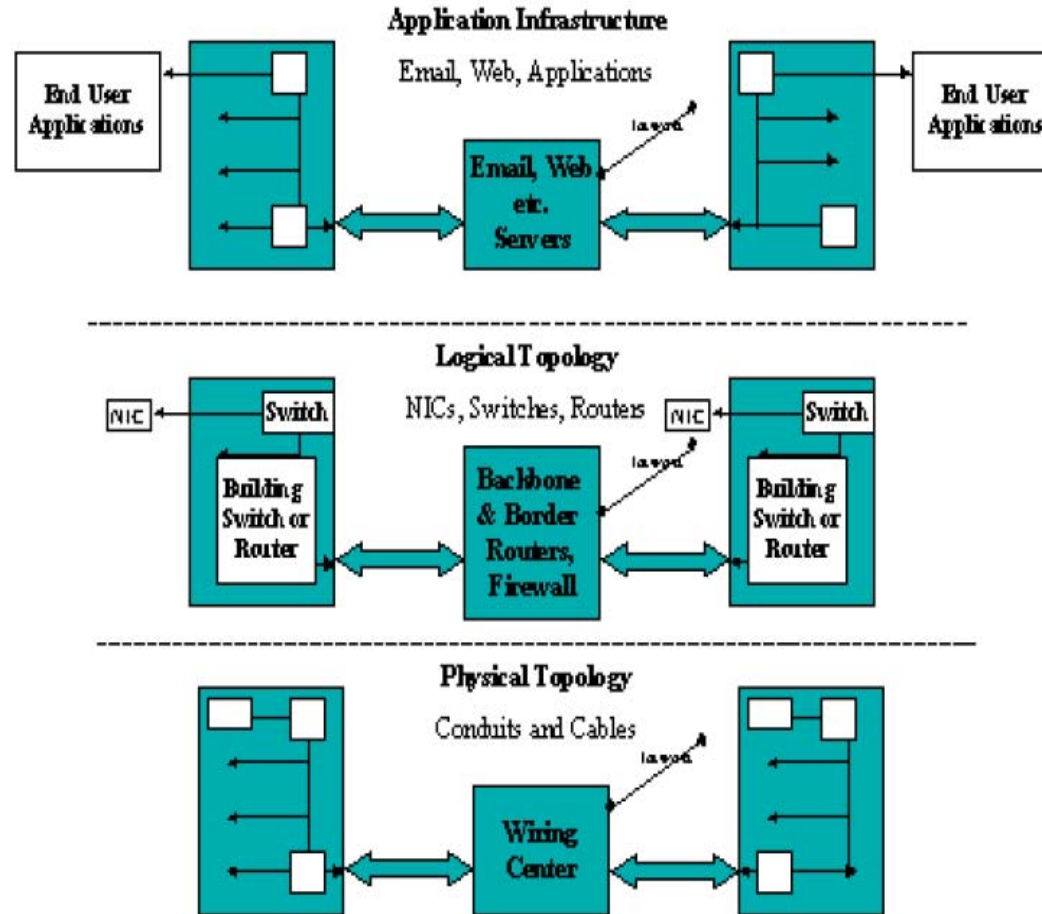 Application Infrastructure
Email, Web, Applications
End User
Applications
Email, Web
etc.
Servers
End User
Applications
Logical Topology
NICs, Switches, Routers
NIC
Switch
Building
Switch or
Router
Backbone
& Border
Routers,
Firewall
NIC
Switch
Building
Switch or
Router
Physical Topology
Conduits and Cables
Wiring
Center